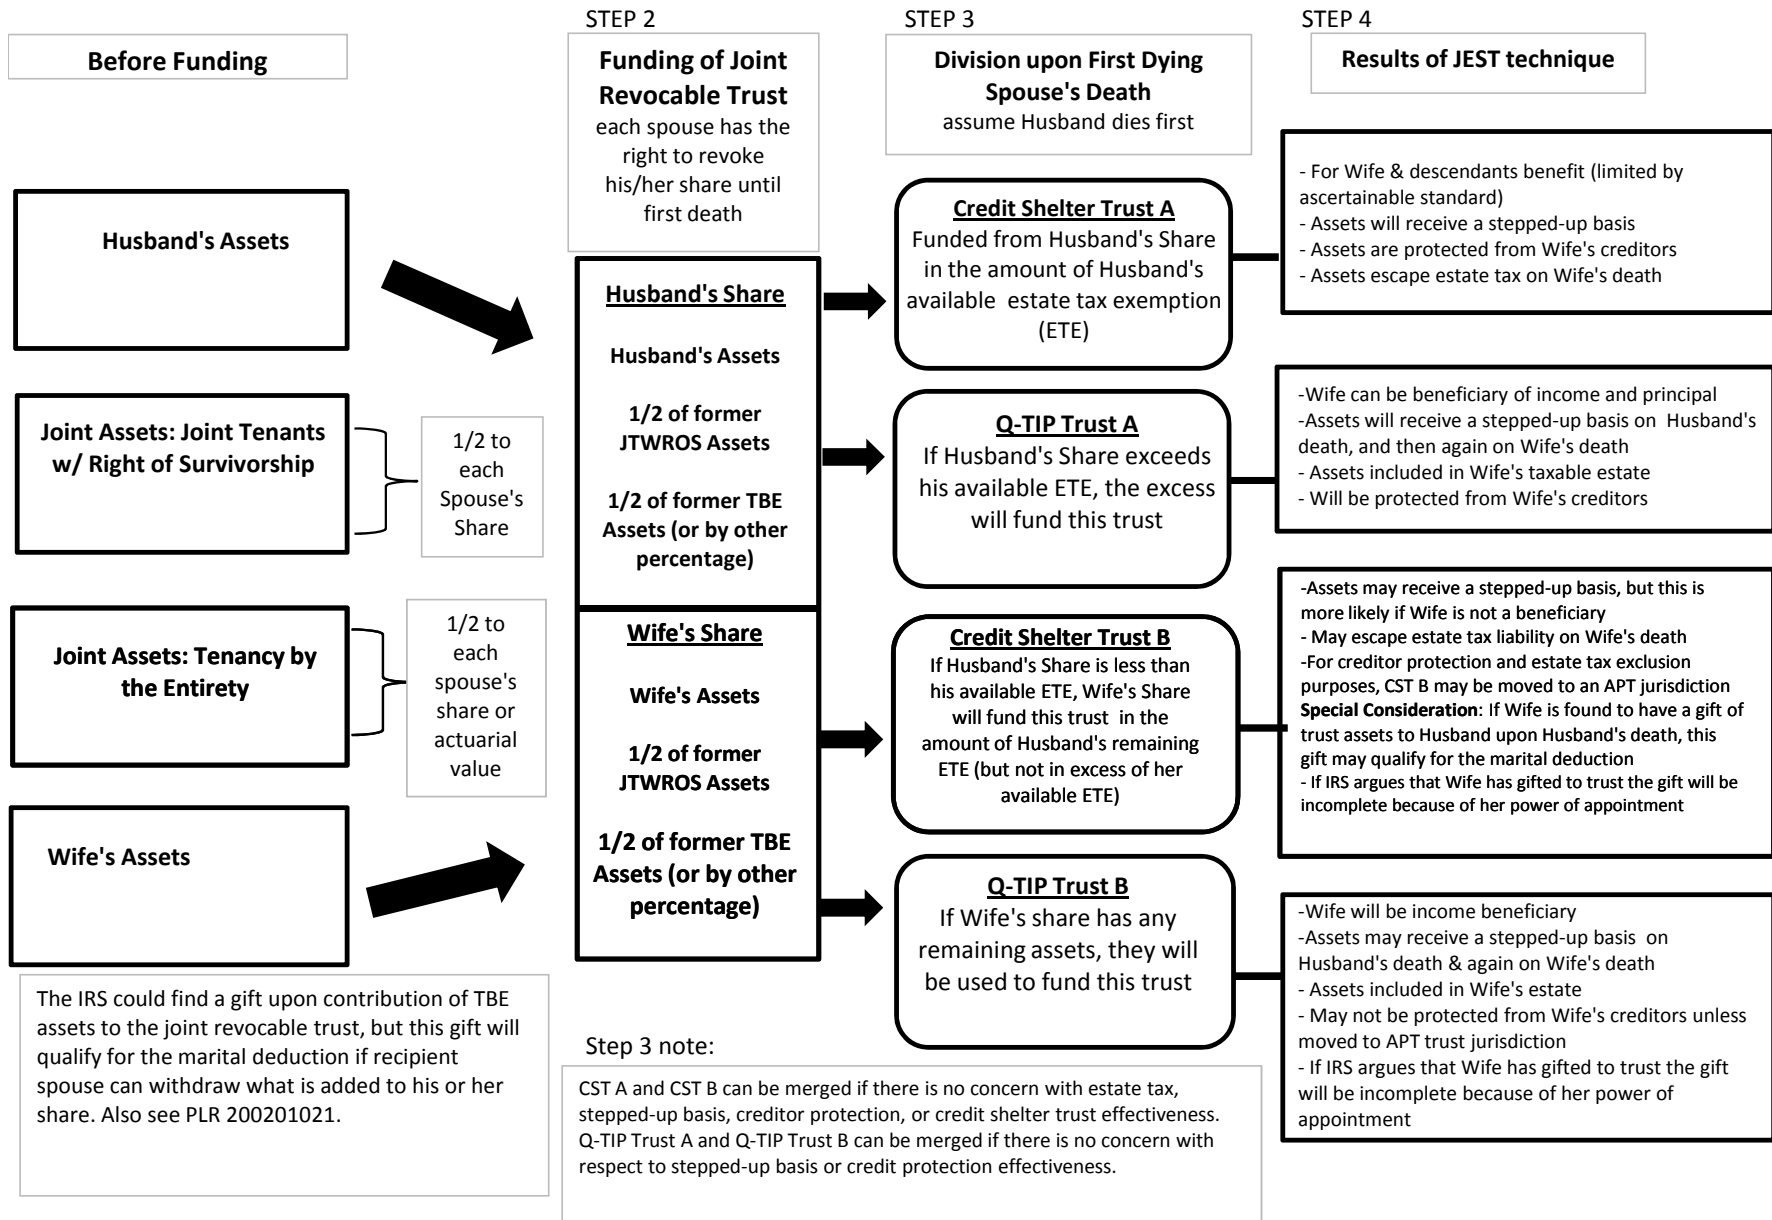 Before Funding
Husband's Assets
Joint Assets: Joint Tenants
w/ Right of Survivorship
1/2 to
each
Spouse's
Share
Joint Assets: Tenancy by
the Entirety
1/2 to
each
spouse's
share or
actuarial
value
Wife's Assets
The IRS could find a gift upon contribution of TBE
assets to the joint revocable trust, but this gift will
qualify for the marital deduction if recipient
spouse can withdraw what is added to his or her
share. Also see PLR 200201021.
STEP 2
Funding of Joint
Revocable Trust
each spouse has the
right to revoke
his/her share until
first death
Husband's Share
Husband's Assets
1/2 of former
JTWROS Assets
1/2 of former TBE
Assets (or by other
percentage)
Wife's Share
Wife's Assets
1/2 of former
JTWROS Assets
1/2 of former TBE
Assets (or by other
percentage)
STEP 3
Division upon First Dying
Spouse's Death
assume Husband dies first
Credit Shelter Trust A
Funded from Husband's Share
in the amount of Husband's
available estate tax exemption
(ETE)
Q-TIP Trust A
If Husband's Share exceeds
his available ETE, the excess
will fund this trust
Credit Shelter Trust B
If Husband's Share is less than
his available ETE, Wife's Share
will fund this trust in the
amount of Husband's remaining
ETE (but not in excess of her
available ETE)
Q-TIP Trust B
If Wife's share has any
remaining assets, they will
be used to fund this trust
Step 3 note:
CST A and CST B can be merged if there is no concern with estate tax,
stepped-up basis, creditor protection, or credit shelter trust effectiveness.
Q-TIP Trust A and Q-TIP Trust B can be merged if there is no concern with
respect to stepped-up basis or credit protection effectiveness.
STEP 4
Results of JEST technique
- For Wife & descendants benefit (limited by
ascertainable standard)
- Assets will receive a stepped-up basis
- Assets are protected from Wife's creditors
- Assets escape estate tax on Wife's death
-Wife can be beneficiary of income and principal
-Assets will receive a stepped-up basis on Husband's
death, and then again on Wife's death
- Assets included in Wife's taxable estate
- Will be protected from Wife's creditors
-Assets may receive a stepped-up basis, but this is
more likely if Wife is not a beneficiary
- May escape estate tax liability on Wife's death
-For creditor protection and estate tax exclusion
purposes, CST B may be moved to an APT jurisdiction
Special Consideration: If Wife is found to have a gift of
trust assets to Husband upon Husband's death, this
gift may qualify for the marital deduction
- If IRS argues that Wife has gifted to trust the gift will be
incomplete because of her power of appointment
-Wife will be income beneficiary
-Assets may receive a stepped-up basis on
Husband's death & again on Wife's death
- Assets included in Wife's estate
- May not be protected from Wife's creditors unless
moved to APT trust jurisdiction
- If IRS argues that Wife has gifted to trust the gift
will be incomplete because of her power of
appointment